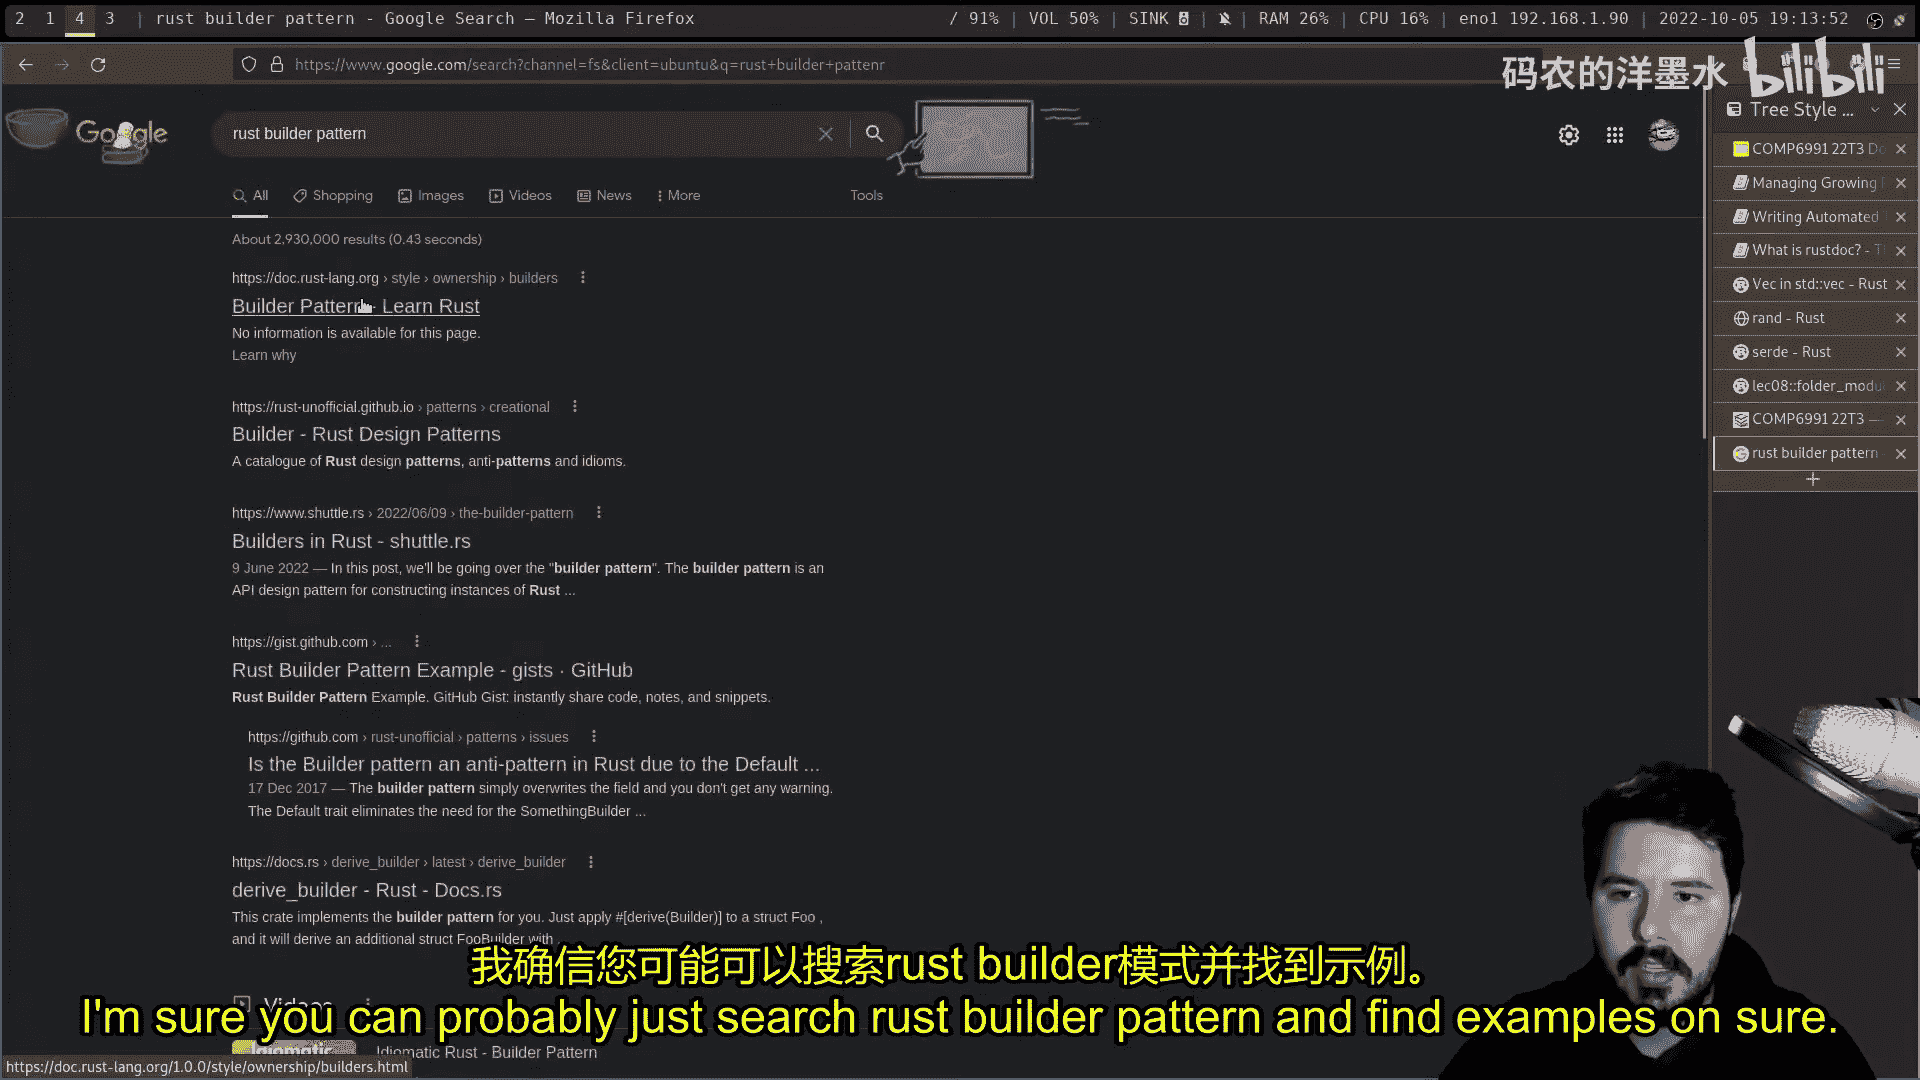 2 1 4 3 | rust builder pattern - Google Search — Mozilla Firefox
/ 91% | VOL 50% | SINK | | RAM 26% | CPU 16% | eno1 192.168.1.90 | 2022-10-05 19:13:52
https://www.google.com/search?channel=fs&client=ubuntu&q=rust+builder+pattenr
码农的洋墨水 bilibili
Tree Style ...
Google
rust builder pattern
COMP6991 22T3 Do
Managing Growing
Writing Automated
What is rustdoc? - T
Vec in std::vec - Rust
rand - Rust
serde - Rust
lec08::folder_modu
COMP6991 22T3 —
rust builder pattern
All Shopping Images Videos News More Tools
About 2,930,000 results (0.43 seconds)
https://doc.rust-lang.org › style › ownership › builders
Builder Pattern - Learn Rust
No information is available for this page.
Learn why
https://rust-unofficial.github.io › patterns › creational
Builder - Rust Design Patterns
A catalogue of Rust design patterns, anti-patterns and idioms.
https://www.shuttle.rs › 2022/06/09 › the-builder-pattern
Builders in Rust - shuttle.rs
9 June 2022 — In this post, we'll be going over the "builder pattern". The builder pattern is an
API design pattern for constructing instances of Rust ...
https://gist.github.com › ...
Rust Builder Pattern Example - gists · GitHub
Rust Builder Pattern Example. GitHub Gist: instantly share code, notes, and snippets.
https://github.com › rust-unofficial › patterns › issues
Is the Builder pattern an anti-pattern in Rust due to the Default ...
17 Dec 2017 — The builder pattern simply overwrites the field and you don't get any warning.
The Default trait eliminates the need for the SomethingBuilder ...
https://docs.rs › derive_builder › latest › derive_builder
derive_builder - Rust - Docs.rs
This crate implements the builder pattern for you. Just apply #[derive(Builder)] to a struct Foo ,
and it will derive an additional struct FooBuilder with
我确信您可能可以搜索rust builder模式并找到示例。
Videos
I'm sure you can probably just search rust builder pattern and find examples on sure.
Idiomatic
Idiomatic Rust - Builder Pattern
https://doc.rust-lang.org/1.0.0/style/ownership/builders.html